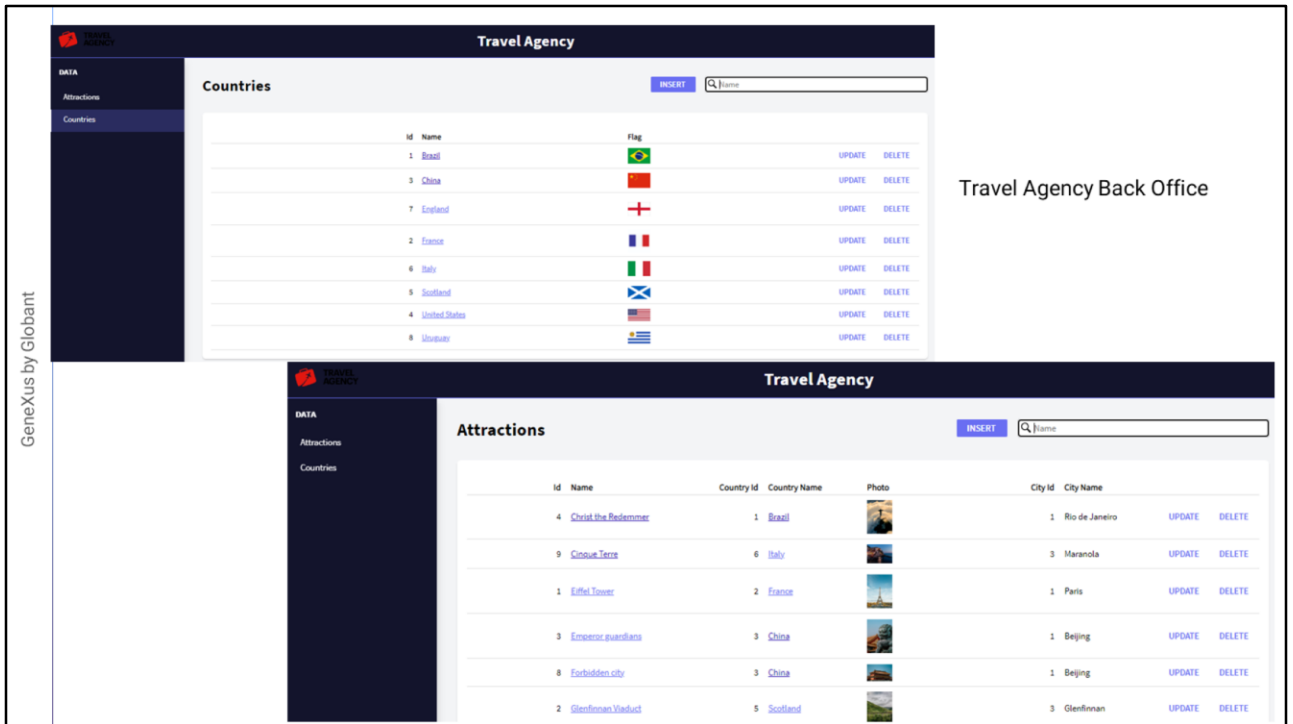 TRAVEL
AGENCY
Travel Agency
DATA
Attractions
Countries
Countries
INSERT
Name
Id Name Flag
1 Brazil UPDATE DELETE
3 China UPDATE DELETE
7 England UPDATE DELETE
2 France UPDATE DELETE
6 Italy UPDATE DELETE
5 Scotland UPDATE DELETE
4 United States UPDATE DELETE
8 Uruguay UPDATE DELETE
Travel Agency Back Office
GeneXus by Globant
TRAVEL
AGENCY
Travel Agency
DATA
Attractions
Countries
Attractions
INSERT
Name
Id Name Country Id Country Name Photo City Id City Name
4 Christ the Redemmer 1 Brazil 1 Rio de Janeiro UPDATE DELETE
9 Cinque Terre 6 Italy 3 Maranola UPDATE DELETE
1 Eiffel Tower 2 France 1 Paris UPDATE DELETE
3 Emperor guardians 3 China 1 Beijing UPDATE DELETE
8 Forbidden city 3 China 1 Beijing UPDATE DELETE
2 Glenfinnan Viaduct 5 Scotland 3 Glenfinnan UPDATE DELETE